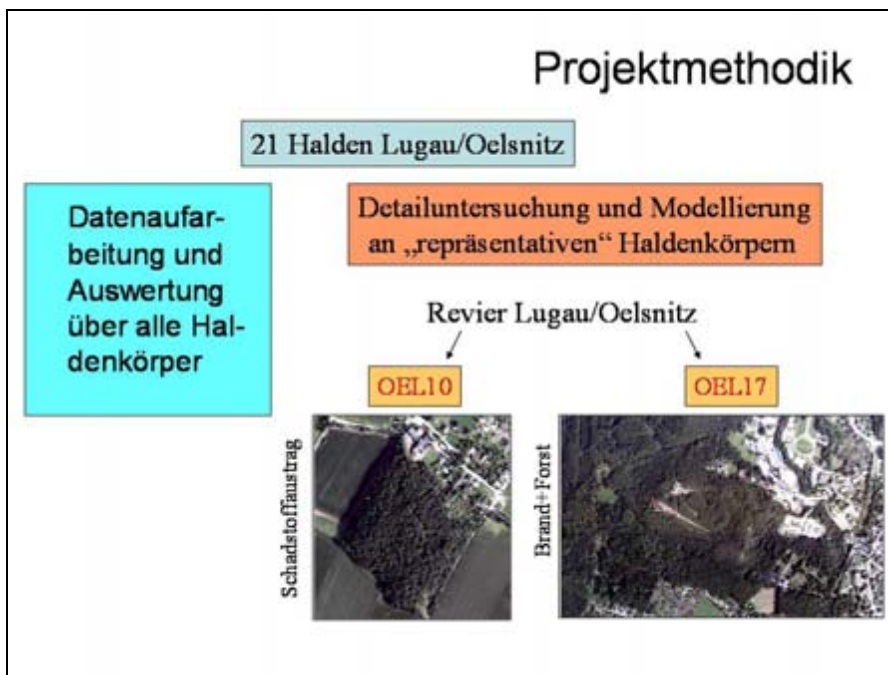 Projektmethodik
21 Halden Lugau/Oelsnitz
Datenaufar-
beitung und
Auswertung
über alle Hal-
denkörper
Detailuntersuchung und Modellierung
an „repräsentativen“ Haldenkörpern
Revier Lugau/Oelsnitz
OEL10
OEL17
Schadstoffaustrag
Brand+Forst